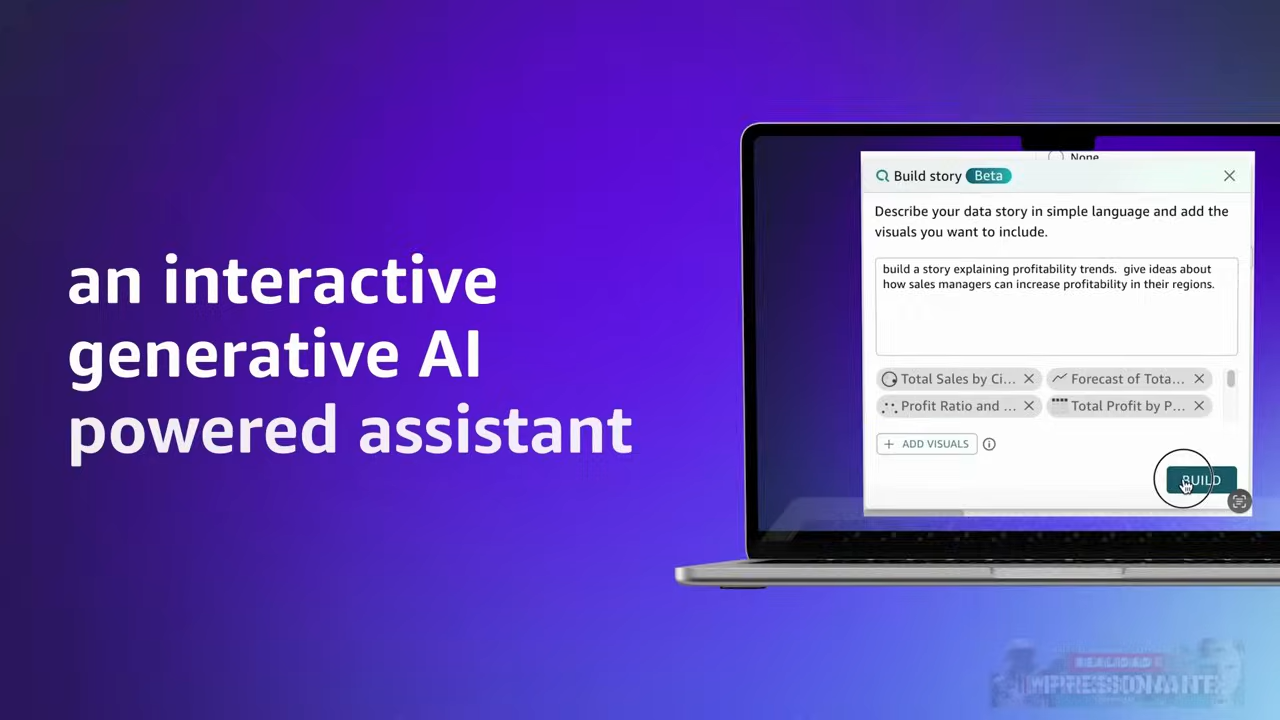 an interactive
generative AI
powered assistant
None
Build story Beta
Describe your data story in simple language and add the
visuals you want to include.
build a story explaining profitability trends.  give ideas about
how sales managers can increase profitability in their regions.
Total Sales by Ci...
Forecast of Tota...
Profit Ratio and ...
Total Profit by P...
+ ADD VISUALS
BUILD
IMPRESSIONANTE